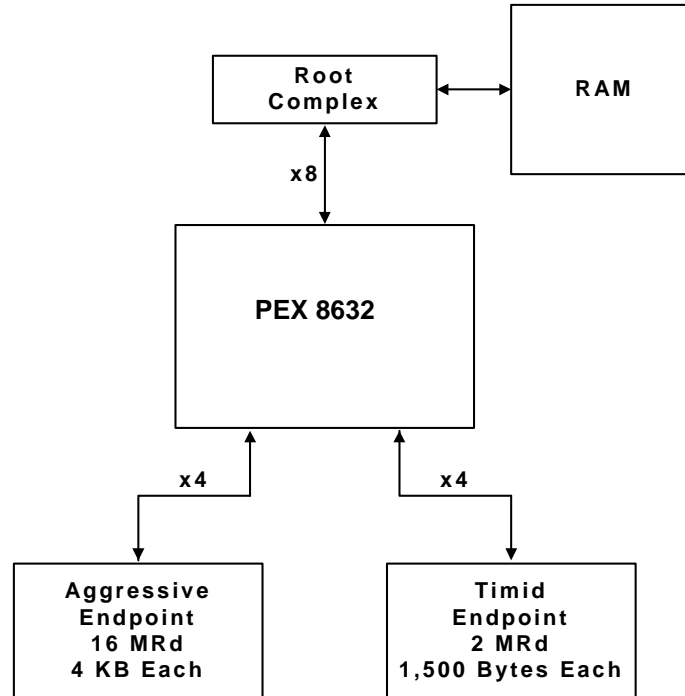 Root
Complex
RAM
x8
PEX 8632
x4
x4
Aggressive
Endpoint
16 MRd
4 KB Each
Timid
Endpoint
2 MRd
1,500 Bytes Each